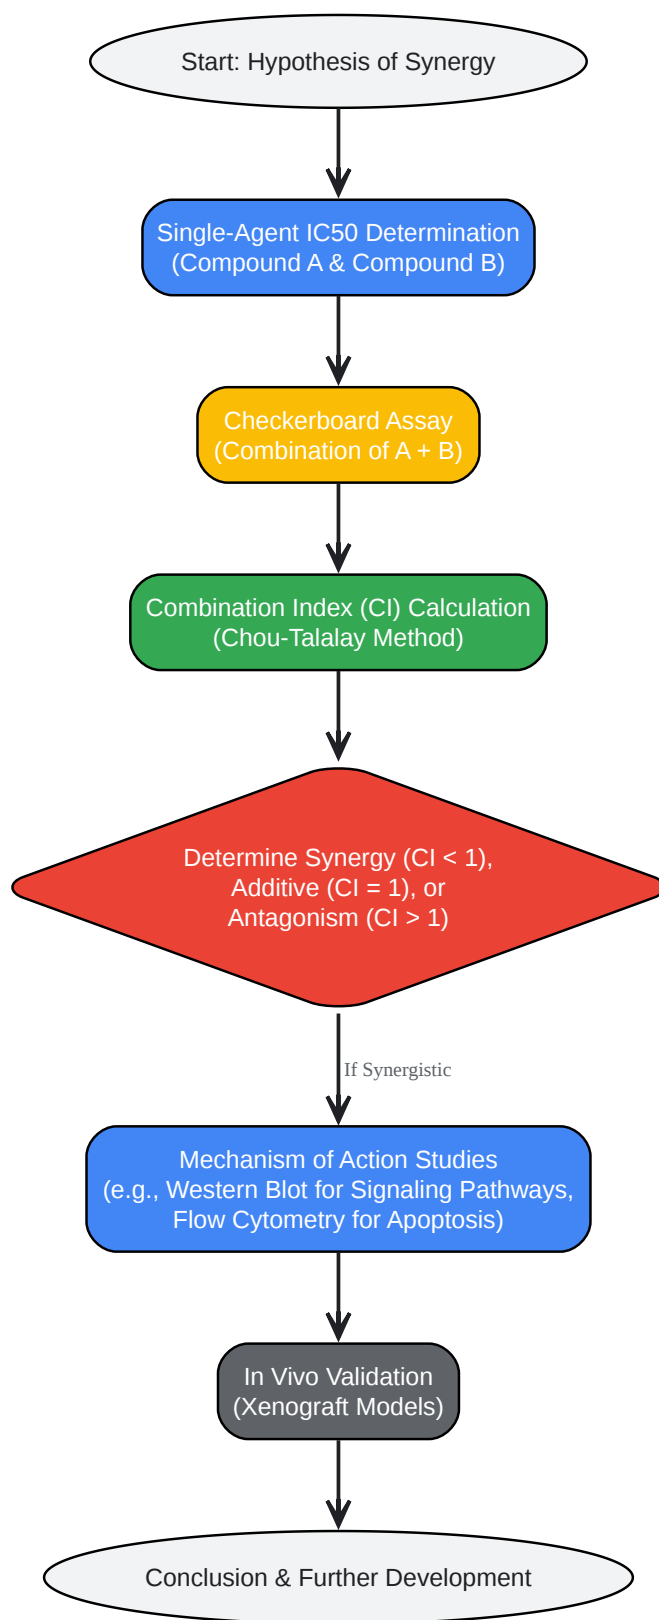 Start: Hypothesis of Synergy
Single-Agent IC50 Determination
(Compound A & Compound B)
Checkerboard Assay
(Combination of A + B)
Combination Index (CI) Calculation
(Chou-Talalay Method)
Determine Synergy (CI < 1),
Additive (CI = 1), or
Antagonism (CI > 1)
If Synergistic
Mechanism of Action Studies
(e.g., Western Blot for Signaling Pathways,
Flow Cytometry for Apoptosis)
In Vivo Validation
(Xenograft Models)
Conclusion & Further Development